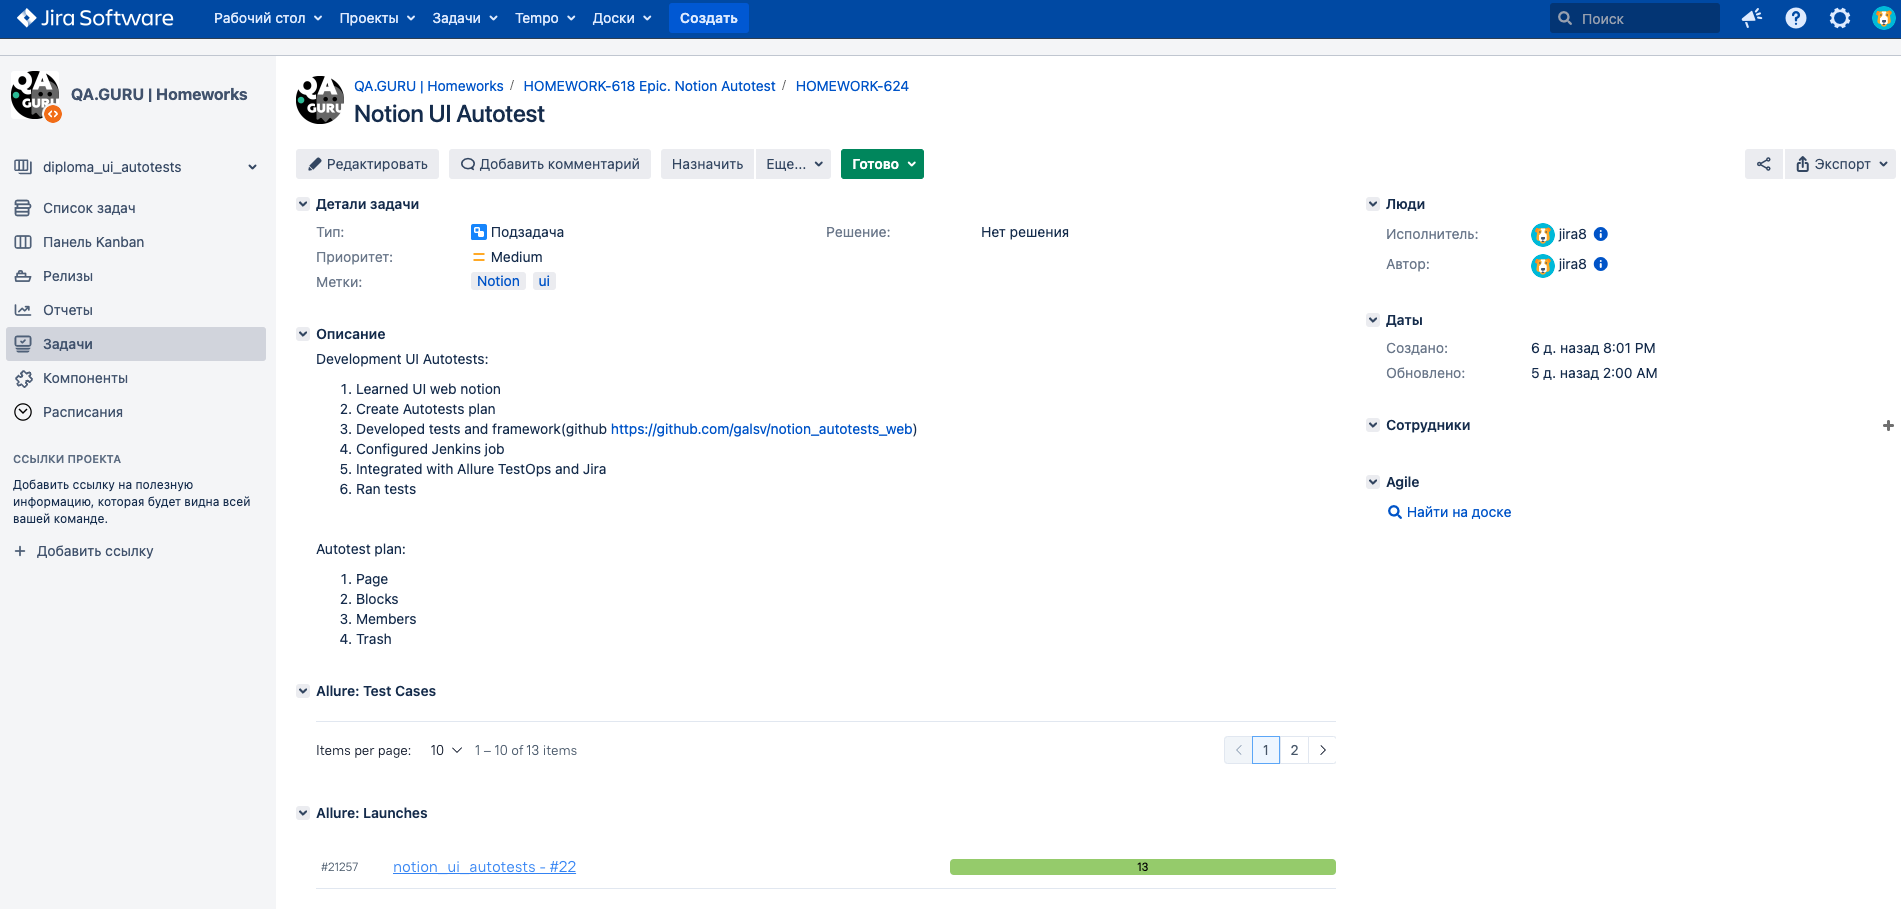 Jira Software
Рабочий стол
Проекты
Задачи
Tempo
Доски
Создать
Поиск
QA GURU
QA.GURU | Homeworks
diploma_ui_autotests
Список задач
Панель Kanban
Релизы
Отчеты
Задачи
Компоненты
Расписания
ССЫЛКИ ПРОЕКТА
Добавить ссылку на полезную
информацию, которая будет видна всей
вашей команде.
+ Добавить ссылку
QA GURU
QA.GURU | Homeworks / HOMEWORK-618 Epic. Notion Autotest / HOMEWORK-624
Notion UI Autotest
Редактировать
Добавить комментарий
Назначить
Еще...
Готово
Экспорт
Детали задачи
Тип: Подзадача
Решение: Нет решения
Приоритет: Medium
Метки: Notion ui
Описание
Development UI Autotests:
1. Learned UI web notion
2. Create Autotests plan
3. Developed tests and framework(github https://github.com/galsv/notion_autotests_web)
4. Configured Jenkins job
5. Integrated with Allure TestOps and Jira
6. Ran tests
Autotest plan:
1. Page
2. Blocks
3. Members
4. Trash
Allure: Test Cases
Items per page: 10 1 – 10 of 13 items
1 2
Allure: Launches
#21257 notion_ui_autotests - #22 13
Люди
Исполнитель: jira8
Автор: jira8
Даты
Создано: 6 д. назад 8:01 PM
Обновлено: 5 д. назад 2:00 AM
Сотрудники
Agile
Найти на доске